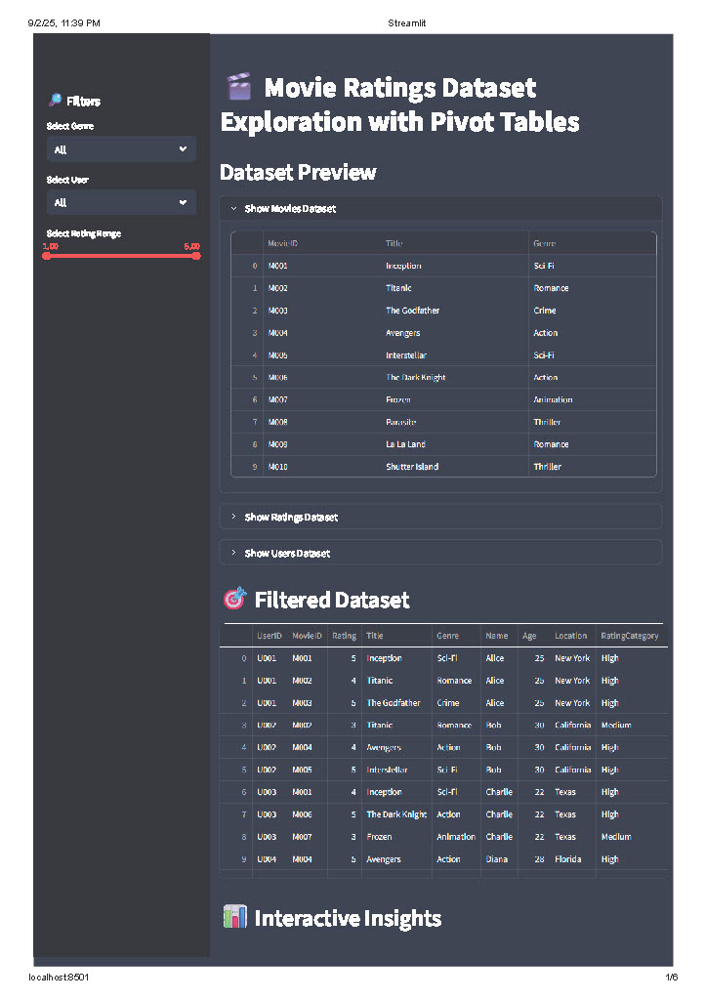 9/2/25, 11:39 PM Streamlit
Filters
Select Genre
All
Select User
All
Select Rating Range
1.00 5.00
Movie Ratings Dataset
Exploration with Pivot Tables
Dataset Preview
Show Movies Dataset
MovieID Title Genre
0 M001 Inception Sci-Fi
1 M002 Titanic Romance
2 M003 The Godfather Crime
3 M004 Avengers Action
4 M005 Interstellar Sci-Fi
5 M006 The Dark Knight Action
6 M007 Frozen Animation
7 M008 Parasite Thriller
8 M009 La La Land Romance
9 M010 Shutter Island Thriller
Show Ratings Dataset
Show Users Dataset
Filtered Dataset
UserID MovieID Rating Title Genre Name Age Location RatingCategory
0 U001 M001 5 Inception Sci-Fi Alice 25 New York High
1 U001 M002 4 Titanic Romance Alice 25 New York High
2 U001 M003 5 The Godfather Crime Alice 25 New York High
3 U002 M002 3 Titanic Romance Bob 30 California Medium
4 U002 M004 4 Avengers Action Bob 30 California High
5 U002 M005 5 Interstellar Sci-Fi Bob 30 California High
6 U003 M001 4 Inception Sci-Fi Charlie 22 Texas High
7 U003 M006 5 The Dark Knight Action Charlie 22 Texas High
8 U003 M007 3 Frozen Animation Charlie 22 Texas Medium
9 U004 M004 5 Avengers Action Diana 28 Florida High
Interactive Insights
localhost:8501 1/6